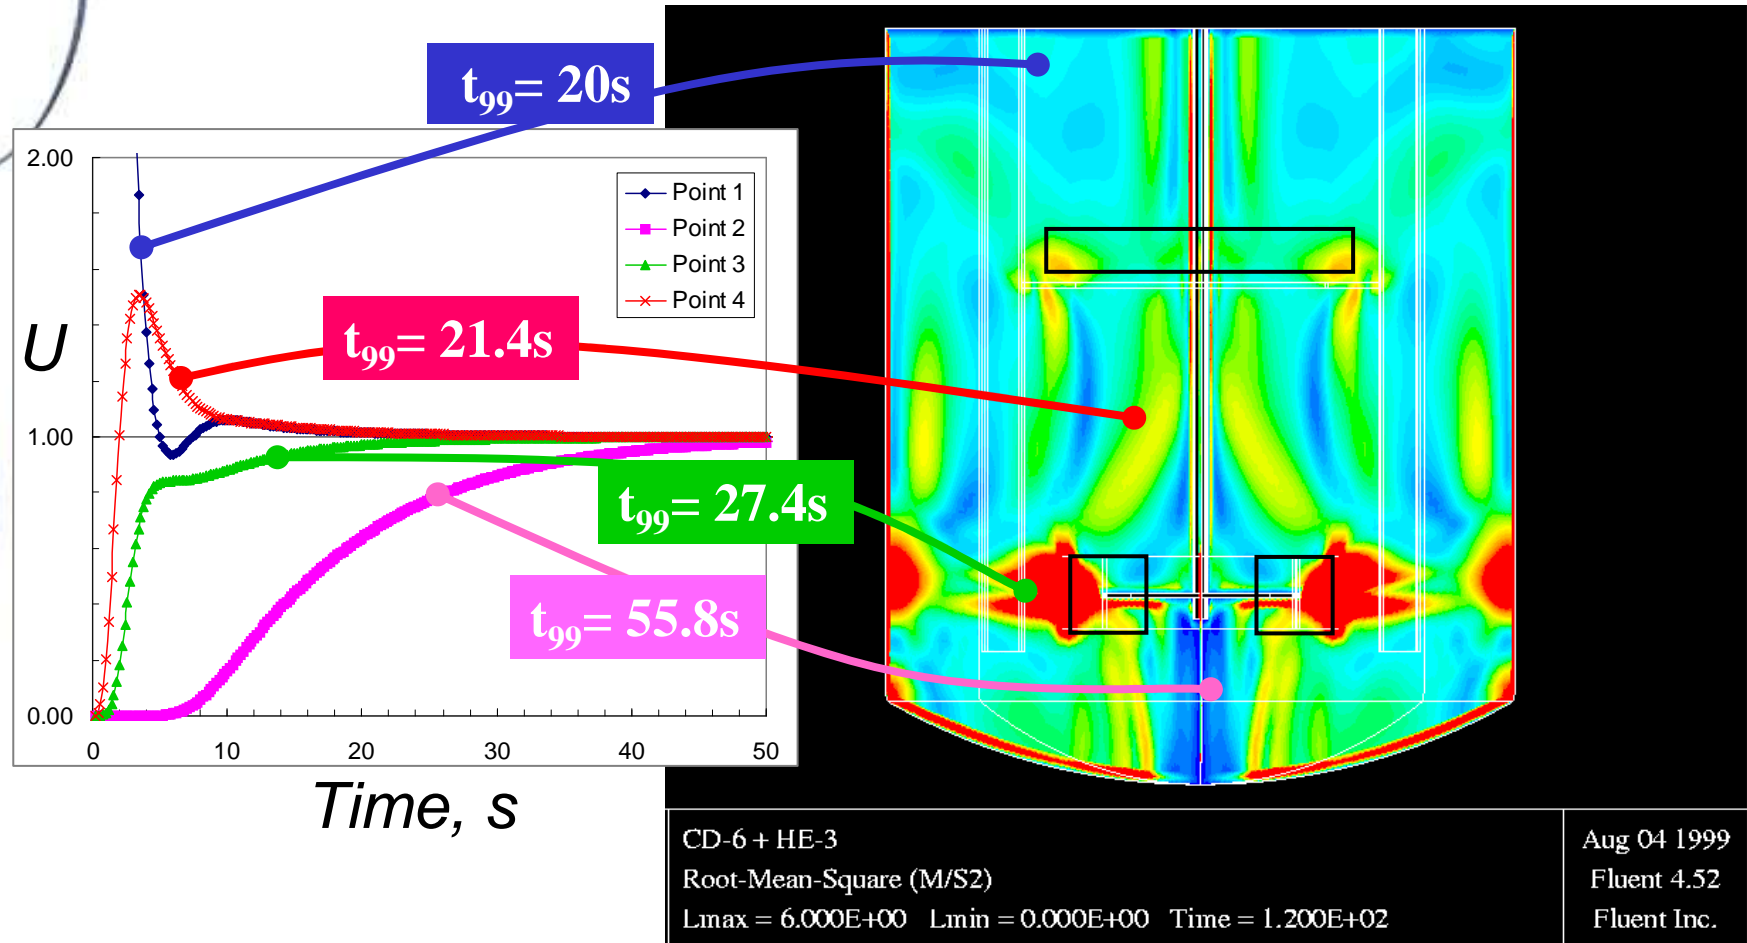 t99= 20s
2.00
Point 1
Point 2
Point 3
Point 4
U
t99= 21.4s
1.00
t99= 27.4s
t99= 55.8s
0.00
0 10 20 30 40 50
Time, s
CD-6 + HE-3
Root-Mean-Square (M/S2)
Lmax = 6.000E+00 Lmin = 0.000E+00 Time = 1.200E+02
Aug 04 1999
Fluent 4.52
Fluent Inc.